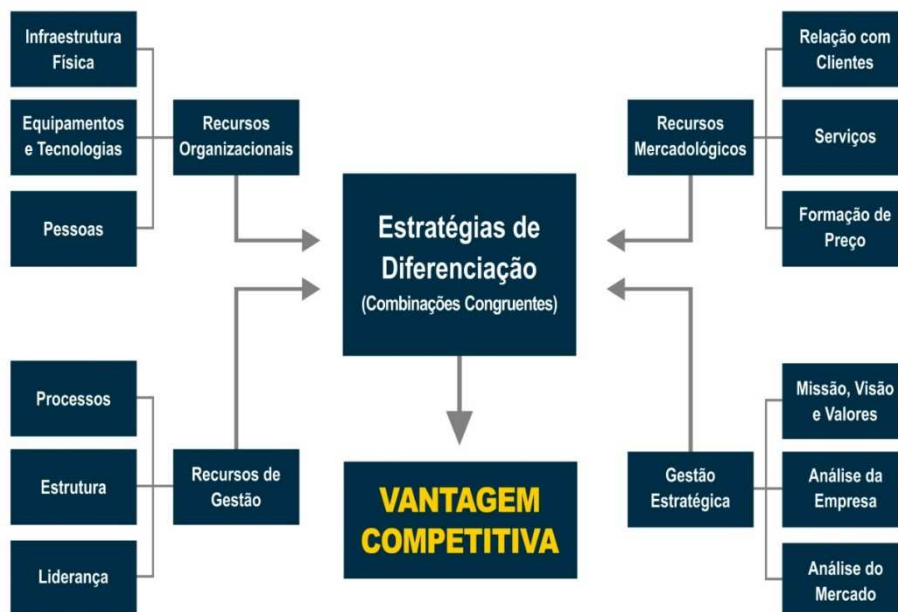 Infraestrutura
Física
Equipamentos
e Tecnologias
Pessoas
Recursos
Organizacionais
Estratégias de
Diferenciação
(Combinações Congruentes)
Recursos
Mercadológicos
Relação com
Clientes
Serviços
Formação de
Preço
Processos
Estrutura
Liderança
Recursos de
Gestão
VANTAGEM
COMPETITIVA
Gestão
Estratégica
Missão, Visão
e Valores
Análise da
Empresa
Análise do
Mercado